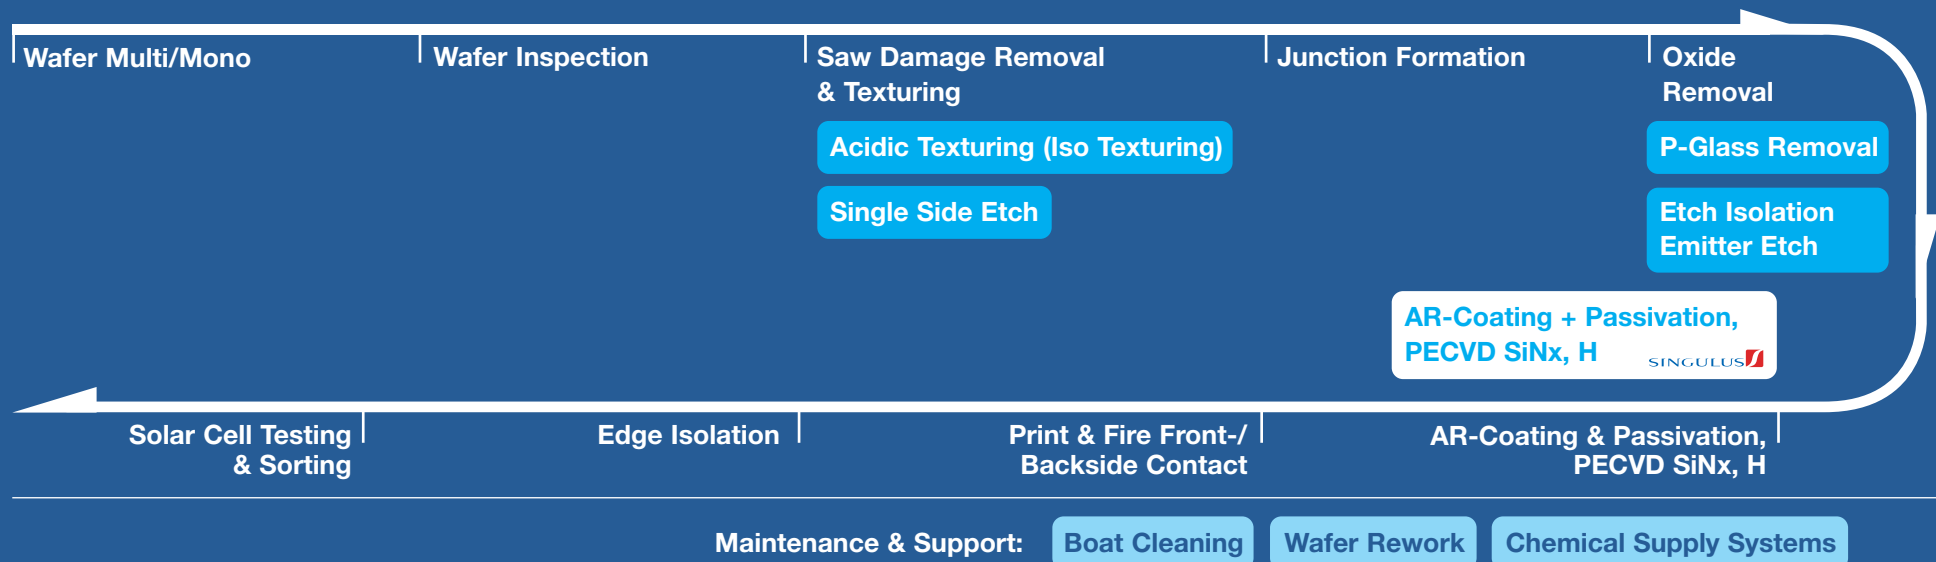 Wafer Multi/Mono
Wafer Inspection
Saw Damage Removal
& Texturing
Junction Formation
Oxide
Removal
Acidic Texturing (Iso Texturing)
Single Side Etch
P-Glass Removal
Etch Isolation
Emitter Etch
AR-Coating + Passivation,
PECVD SiNx, H
SINGULUS
Solar Cell Testing
& Sorting
Edge Isolation
Print & Fire Front-/
Backside Contact
AR-Coating & Passivation,
PECVD SiNx, H
Maintenance & Support:
Boat Cleaning
Wafer Rework
Chemical Supply Systems